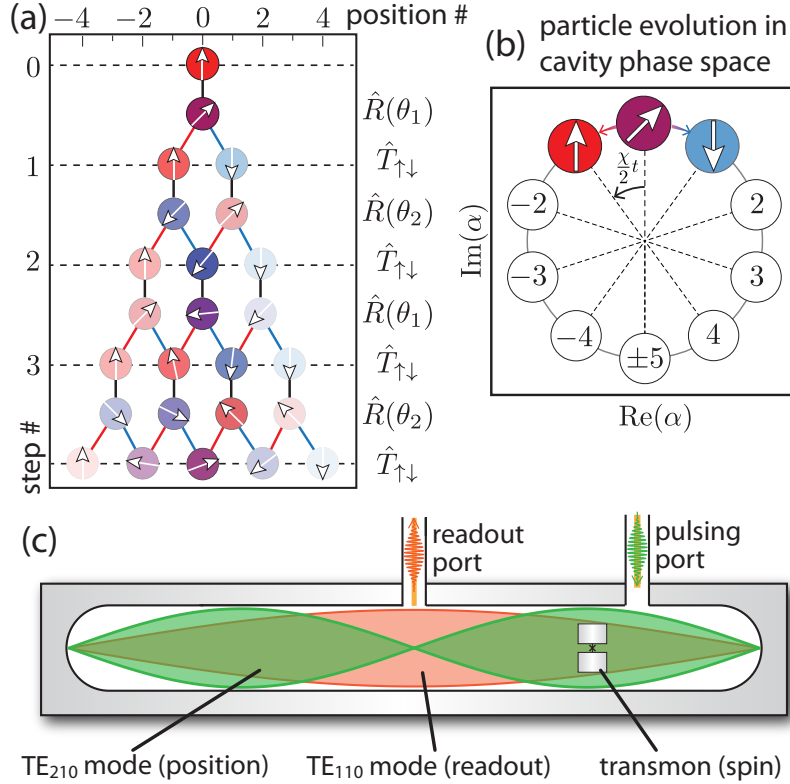 (a)
−4 −2 0 2 4 position #
0
R̂(θ₁)
1
T̂↑↓
R̂(θ₂)
2
T̂↑↓
R̂(θ₁)
3
T̂↑↓
R̂(θ₂)
T̂↑↓
step #
(b) particle evolution in
cavity phase space
χ/2 t
−2
2
−3
3
−4
4
±5
Im(α)
Re(α)
(c)
readout
port
pulsing
port
TE₂₁₀ mode (position)
TE₁₁₀ mode (readout)
transmon (spin)